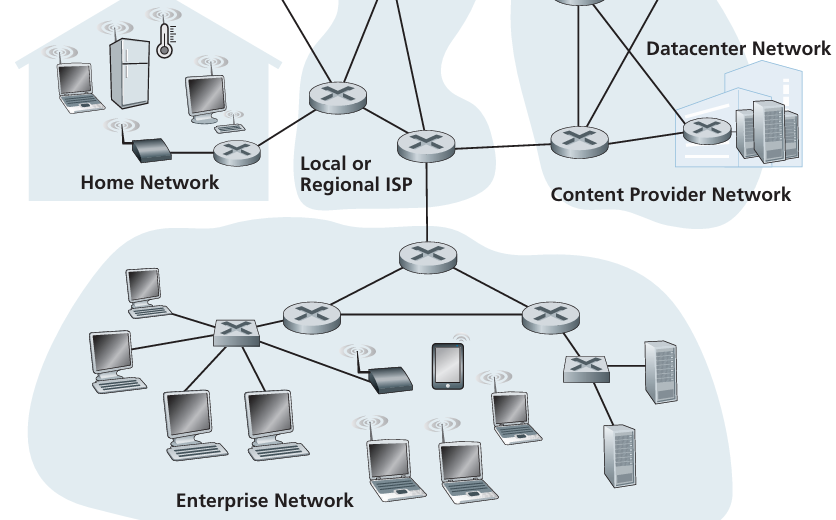 Datacenter Network
Home Network
Local or
Regional ISP
Content Provider Network
Enterprise Network